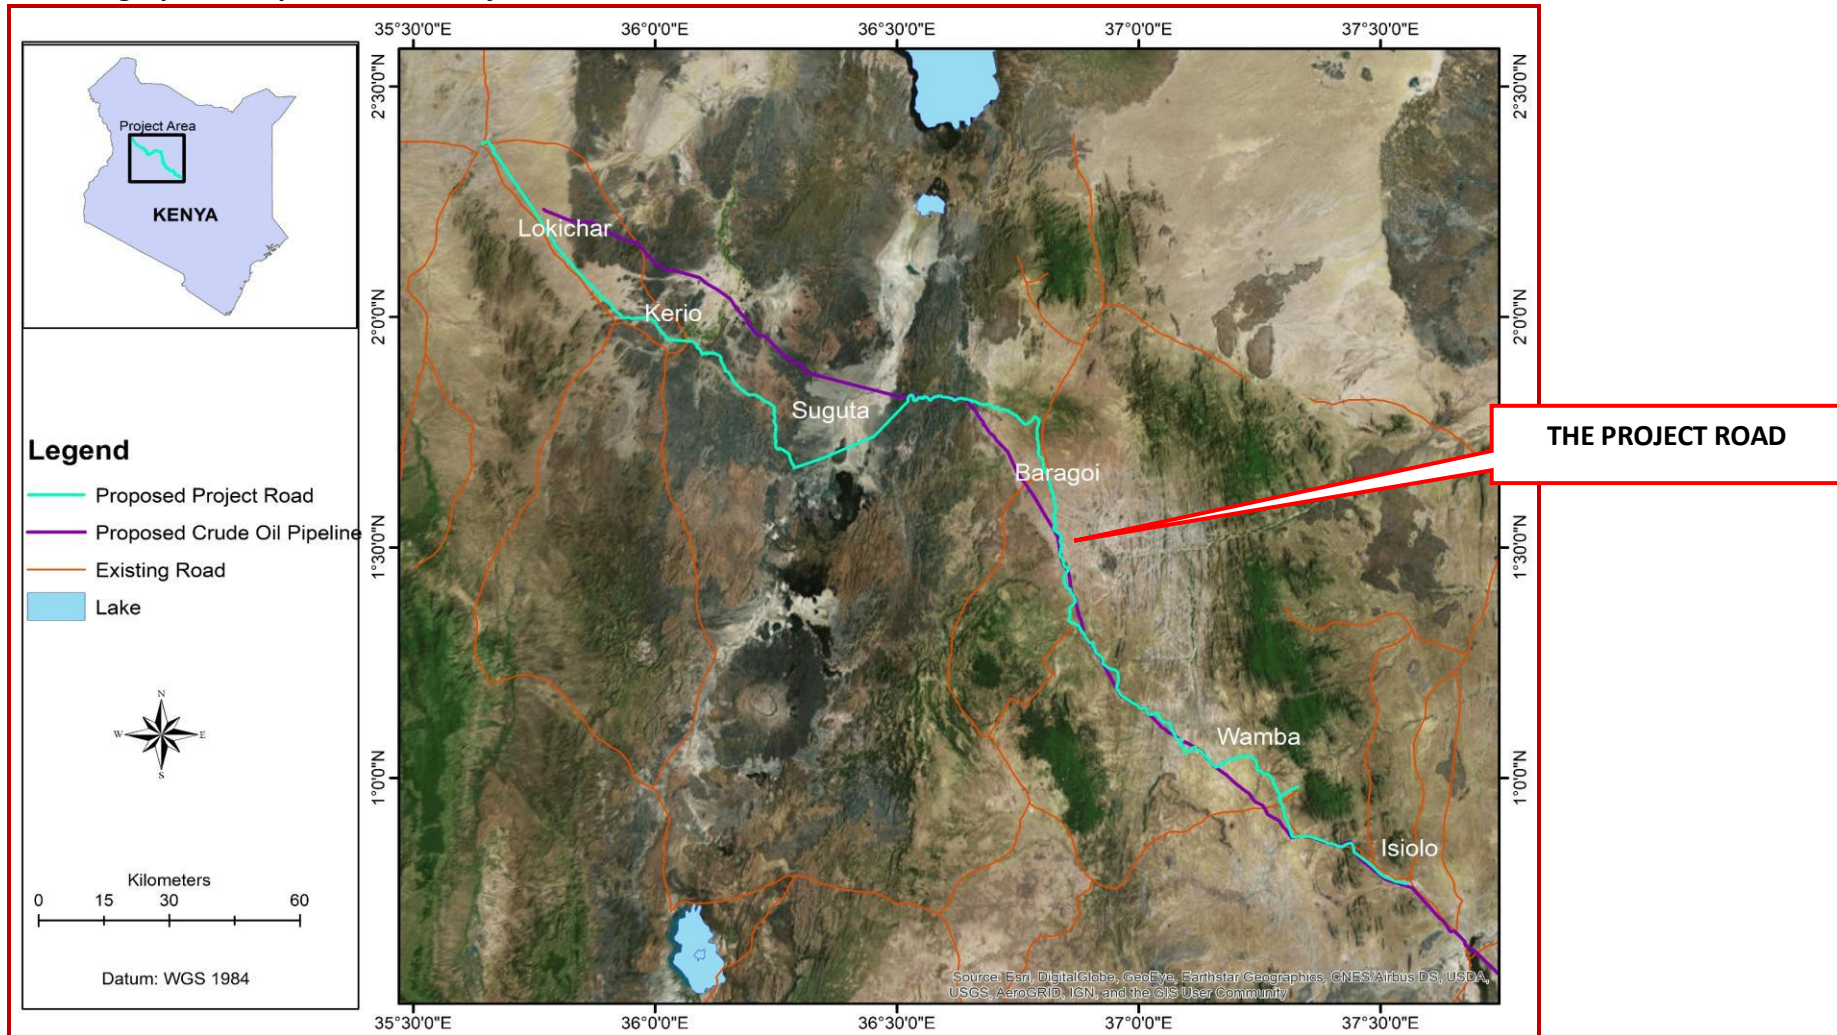 35°30'0"E
36°0'0"E
36°30'0"E
37°0'0"E
37°30'0"E
Project Area
KENYA
2°30'0"N
2°30'0"N
Lokichar
Kerio
2°0'0"N
2°0'0"N
Suguta
THE PROJECT ROAD
Legend
Baragoi
Proposed Project Road
Proposed Crude Oil Pipeline
Existing Road
Lake
1°30'0"N
1°30'0"N
N
W
E
S
Wamba
1°0'0"N
1°0'0"N
Isiolo
Kilometers
0 15 30 60
Datum: WGS 1984
Source: Esri, DigitalGlobe, GeoEye, Earthstar Geographics, CNES/Airbus DS, USDA,
USGS, AeroGRID, IGN, and the GIS User Community
35°30'0"E
36°0'0"E
36°30'0"E
37°0'0"E
37°30'0"E